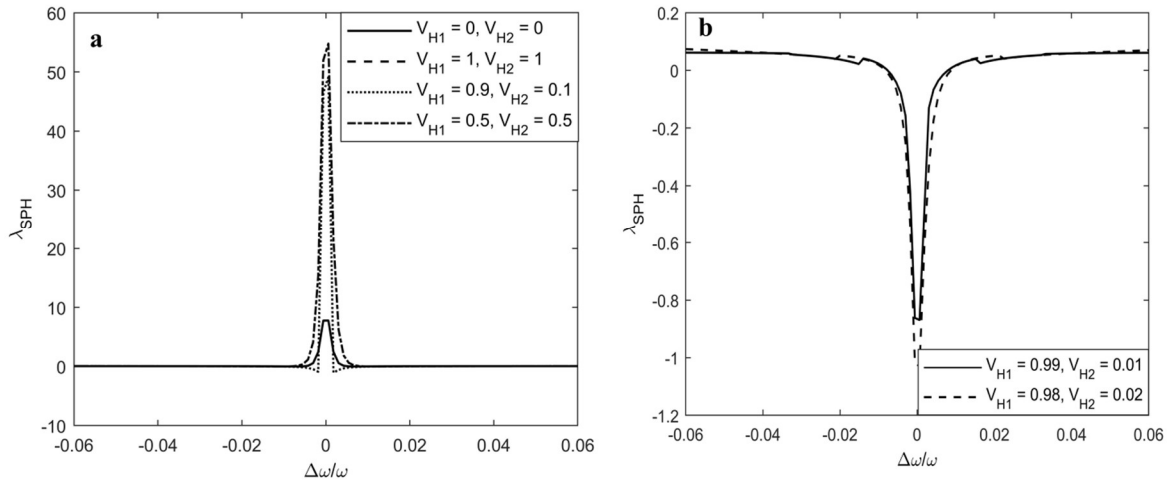 a
V_H1 = 0, V_H2 = 0
V_H1 = 1, V_H2 = 1
V_H1 = 0.9, V_H2 = 0.1
V_H1 = 0.5, V_H2 = 0.5
60
50
40
30
20
10
0
-10
λ_SPH
-0.06
-0.04
-0.02
0
0.02
0.04
0.06
Δω/ω
b
0.2
0
-0.2
-0.4
-0.6
-0.8
-1
-1.2
λ_SPH
V_H1 = 0.99, V_H2 = 0.01
V_H1 = 0.98, V_H2 = 0.02
-0.06
-0.04
-0.02
0
0.02
0.04
0.06
Δω/ω